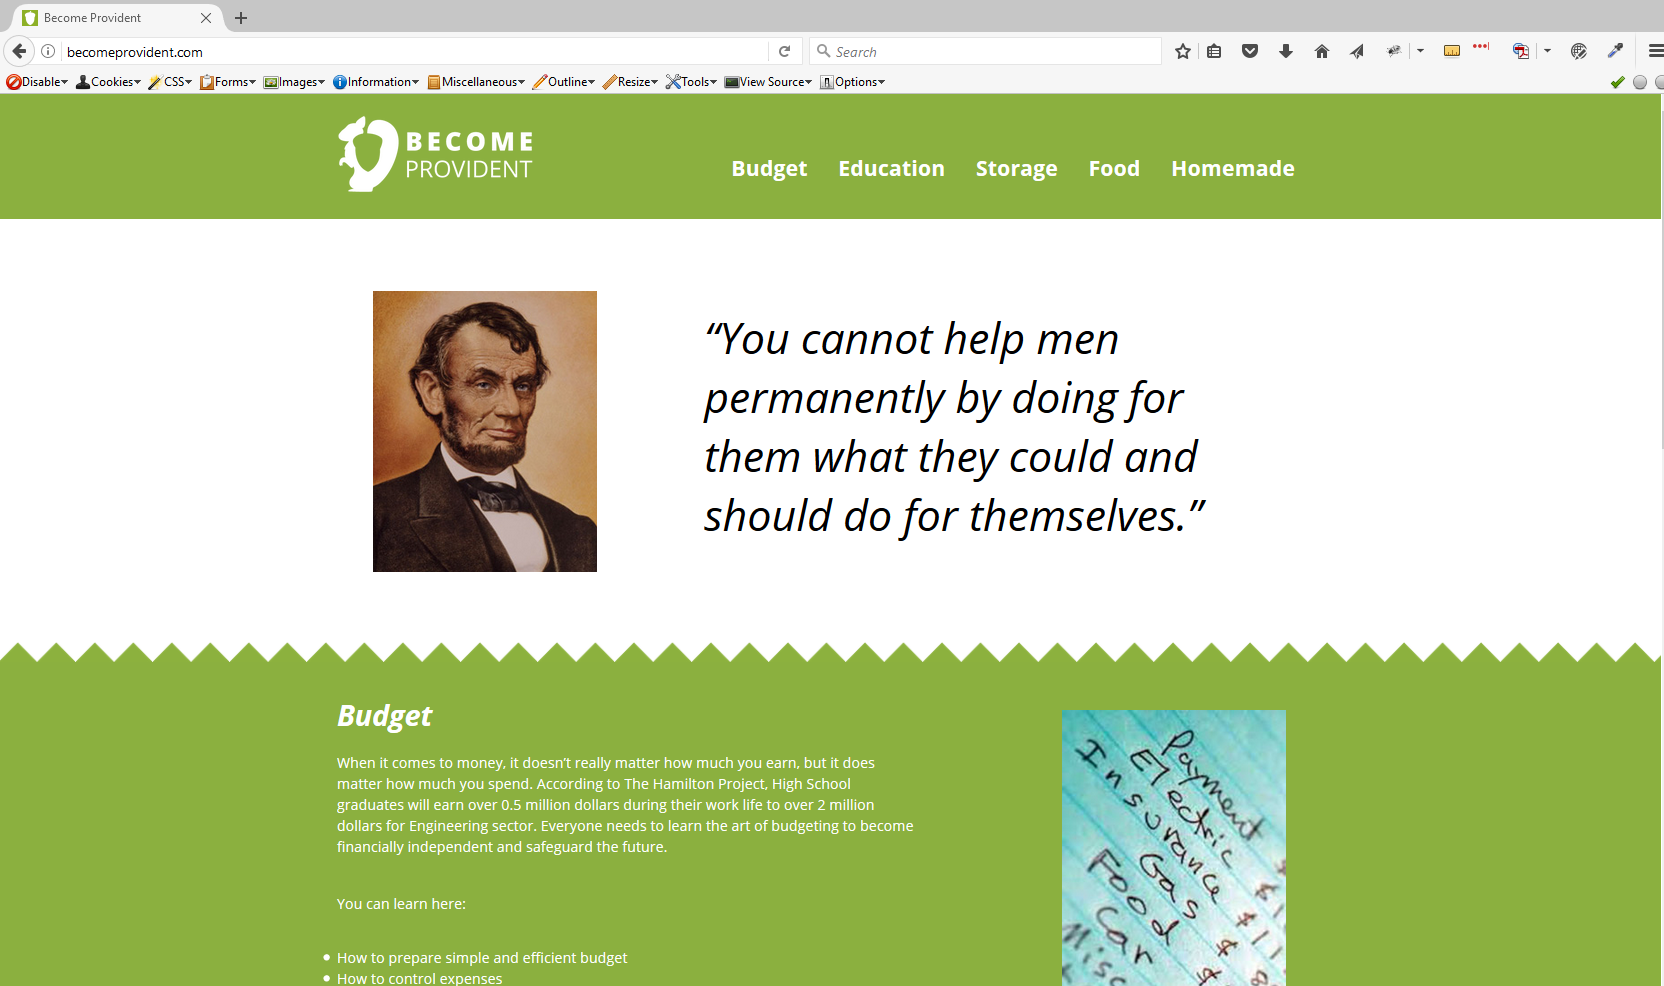 Become Provident
becomeprovident.com
Search
Disable Cookies CSS Forms Images Information Miscellaneous Outline Resize Tools View Source Options
BECOME
PROVIDENT
Budget Education Storage Food Homemade
“You cannot help men
permanently by doing for
them what they could and
should do for themselves.”
Budget
When it comes to money, it doesn’t really matter how much you earn, but it does
matter how much you spend. According to The Hamilton Project, High School
graduates will earn over 0.5 million dollars during their work life to over 2 million
dollars for Engineering sector. Everyone needs to learn the art of budgeting to become
financially independent and safeguard the future.
You can learn here:
How to prepare simple and efficient budget
How to control expenses
Payment
Electric
Insurance
Gas
Food
Car
Misc